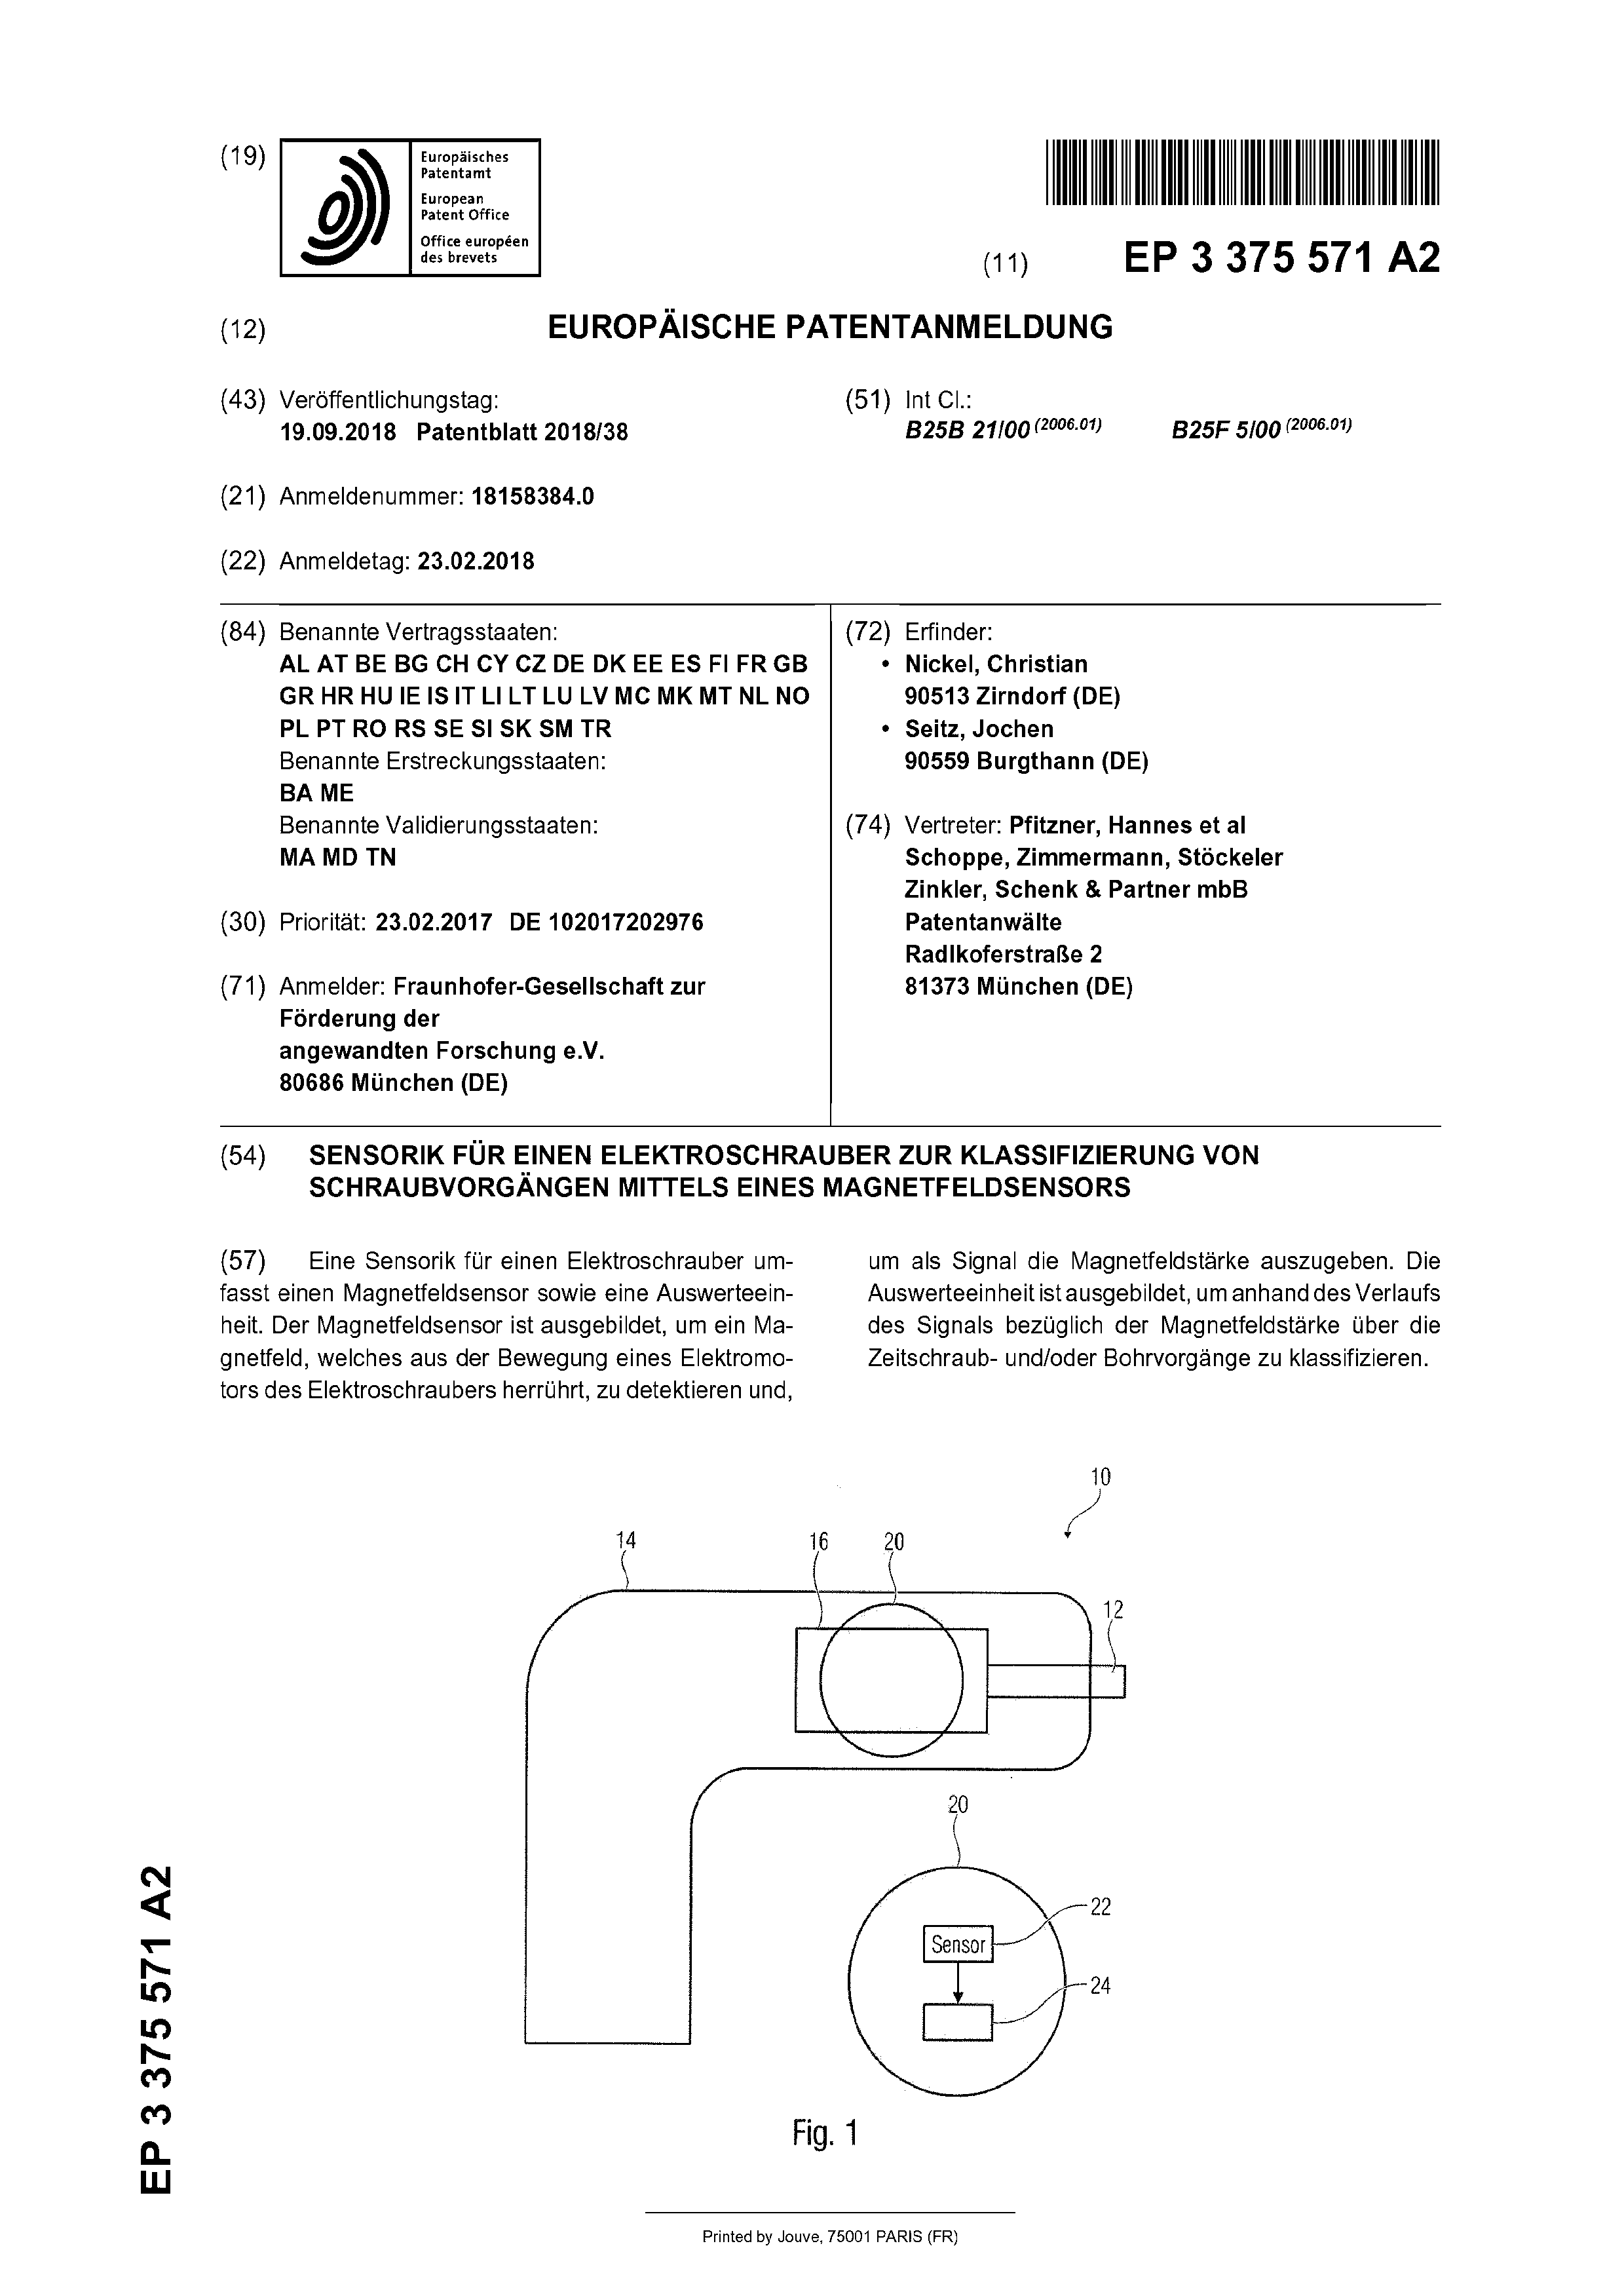 (19)
Europäisches
Patentamt
European
Patent Office
Office européen
des brevets
(11) EP 3 375 571 A2
(12) EUROPÄISCHE PATENTANMELDUNG
(43) Veröffentlichungstag:
19.09.2018 Patentblatt 2018/38
(21) Anmeldenummer: 18158384.0
(22) Anmeldetag: 23.02.2018
(51) Int Cl.:
B25B 21/00 (2006.01) B25F 5/00 (2006.01)
(84) Benannte Vertragsstaaten:
AL AT BE BG CH CY CZ DE DK EE ES FI FR GB
GR HR HU IE IS IT LI LT LU LV MC MK MT NL NO
PL PT RO RS SE SI SK SM TR
Benannte Erstreckungsstaaten:
BA ME
Benannte Validierungsstaaten:
MA MD TN
(30) Priorität: 23.02.2017 DE 102017202976
(71) Anmelder: Fraunhofer-Gesellschaft zur
Förderung der
angewandten Forschung e.V.
80686 München (DE)
(72) Erfinder:
• Nickel, Christian
90513 Zirndorf (DE)
• Seitz, Jochen
90559 Burgthann (DE)
(74) Vertreter: Pfitzner, Hannes et al
Schoppe, Zimmermann, Stöckeler
Zinkler, Schenk & Partner mbB
Patentanwälte
Radlkoferstraße 2
81373 München (DE)
(54) SENSORIK FÜR EINEN ELEKTROSCHRAUBER ZUR KLASSIFIZIERUNG VON
SCHRAUBVORGÄNGEN MITTELS EINES MAGNETFELDSENSORS
(57) Eine Sensorik für einen Elektroschrauber um-
fasst einen Magnetfeldsensor sowie eine Auswerteein-
heit. Der Magnetfeldsensor ist ausgebildet, um ein Ma-
gnetfeld, welches aus der Bewegung eines Elektromo-
tors des Elektroschraubers herrührt, zu detektieren und,
um als Signal die Magnetfeldstärke auszugeben. Die
Auswerteeinheit ist ausgebildet, um anhand des Verlaufs
des Signals bezüglich der Magnetfeldstärke über die
Zeitschraub- und/oder Bohrvorgänge zu klassifizieren.
10
14
16
20
12
20
22
Sensor
24
Fig. 1
EP 3 375 571 A2
Printed by Jouve, 75001 PARIS (FR)